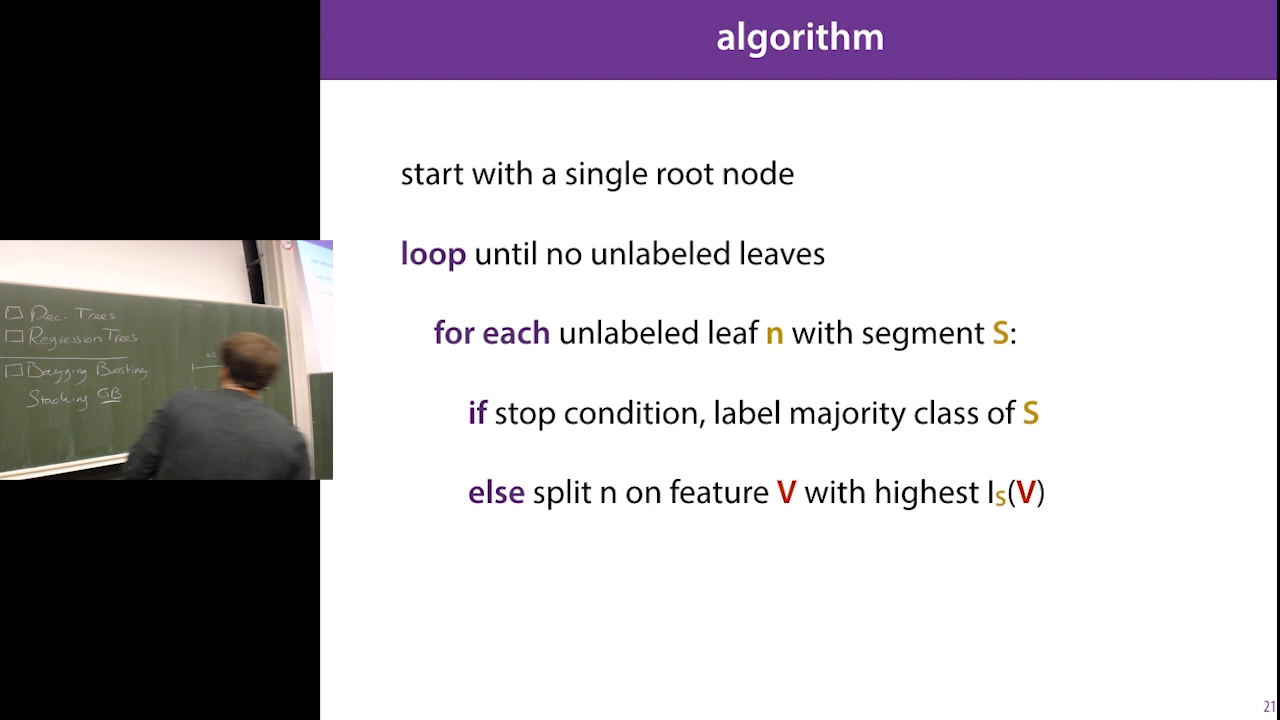 algorithm
start with a single root node
loop until no unlabeled leaves
for each unlabeled leaf n with segment S:
if stop condition, label majority class of S
else split n on feature V with highest Is(V)
21
Dec. Trees
Regression Trees
Bagging Boosting
Stacking GB